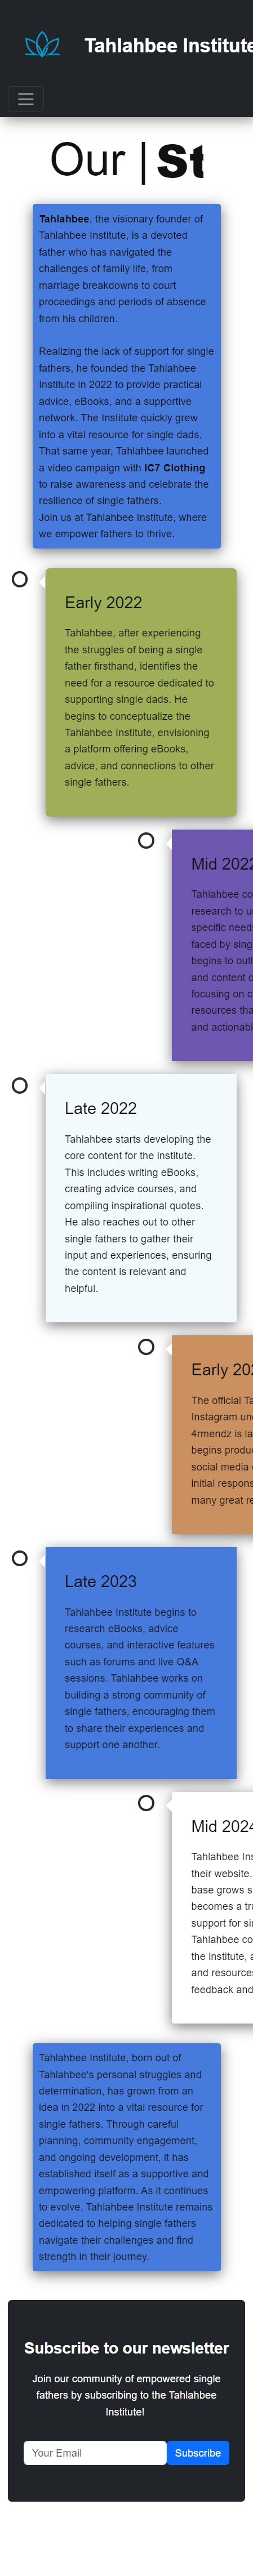 Tahlahbee Institute
Our | St
Tahlahbee, the visionary founder of
Tahlahbee Institute, is a devoted
father who has navigated the
challenges of family life, from
marriage breakdowns to court
proceedings and periods of absence
from his children.
Realizing the lack of support for single
fathers, he founded the Tahlahbee
Institute in 2022 to provide practical
advice, eBooks, and a supportive
network. The Institute quickly grew
into a vital resource for single dads.
That same year, Tahlahbee launched
a video campaign with IC7 Clothing
to raise awareness and celebrate the
resilience of single fathers.
Join us at Tahlahbee Institute, where
we empower fathers to thrive.
Early 2022
Tahlahbee, after experiencing
the struggles of being a single
father firsthand, identifies the
need for a resource dedicated to
supporting single dads. He
begins to conceptualize the
Tahlahbee Institute, envisioning
a platform offering eBooks,
advice, and connections to other
single fathers.
Mid 2022
Tahlahbee co
research to u
specific need
faced by sing
begins to outl
and content o
focusing on c
resources tha
and actionabl
Late 2022
Tahlahbee starts developing the
core content for the institute.
This includes writing eBooks,
creating advice courses, and
compiling inspirational quotes.
He also reaches out to other
single fathers to gather their
input and experiences, ensuring
the content is relevant and
helpful.
Early 202
The official Ta
Instagram un
4rmendz is la
begins produ
social media
initial respons
many great re
Late 2023
Tahlahbee Institute begins to
research eBooks, advice
courses, and interactive features
such as forums and live Q&A
sessions. Tahlahbee works on
building a strong community of
single fathers, encouraging them
to share their experiences and
support one another.
Mid 2024
Tahlahbee Ins
their website.
base grows s
becomes a tru
support for sin
Tahlahbee co
the institute, a
and resources
feedback and
Tahlahbee Institute, born out of
Tahlahbee's personal struggles and
determination, has grown from an
idea in 2022 into a vital resource for
single fathers. Through careful
planning, community engagement,
and ongoing development, it has
established itself as a supportive and
empowering platform. As it continues
to evolve, Tahlahbee Institute remains
dedicated to helping single fathers
navigate their challenges and find
strength in their journey.
Subscribe to our newsletter
Join our community of empowered single
fathers by subscribing to the Tahlahbee
Institute!
Your Email
Subscribe